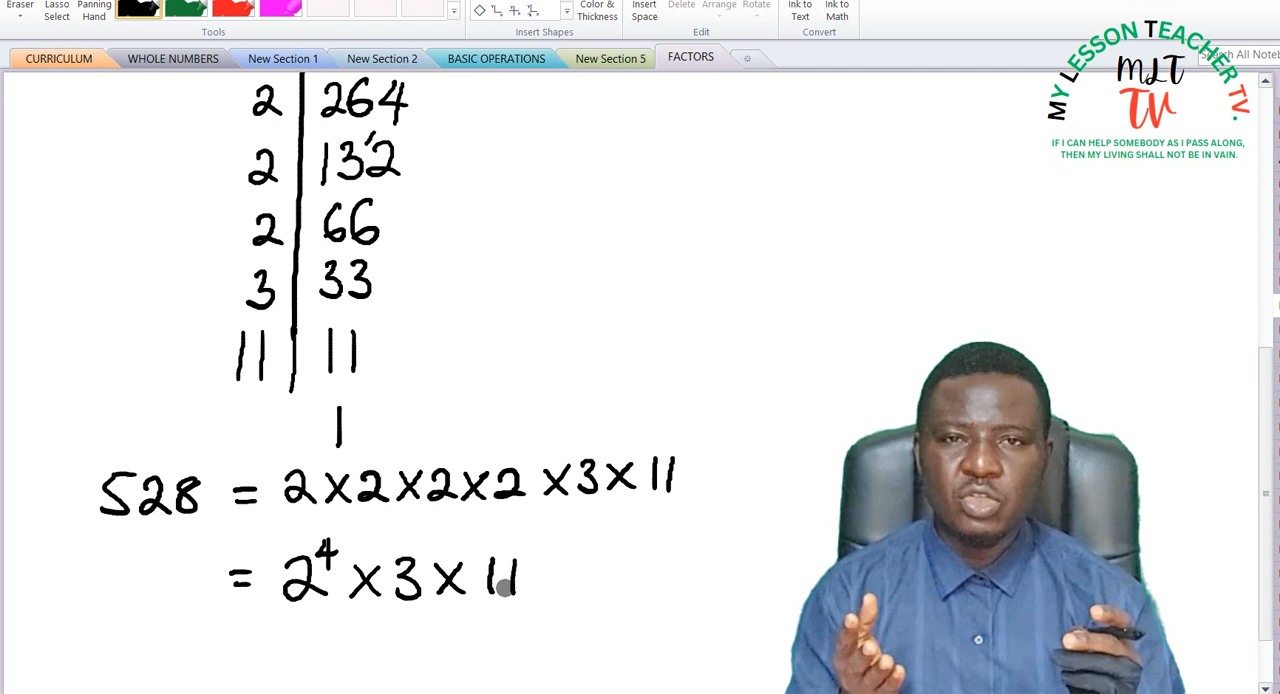 Eraser
Lasso Select
Panning Hand
Color & Thickness
Insert Space
Delete
Arrange
Rotate
Ink to Text
Ink to Math
Tools
Insert Shapes
Edit
Convert
CURRICULUM
WHOLE NUMBERS
New Section 1
New Section 2
BASIC OPERATIONS
New Section 5
FACTORS
Search All Noteb
MY LESSON TEACHER TV.
MLT
TV
IF I CAN HELP SOMEBODY AS I PASS ALONG,
THEN MY LIVING SHALL NOT BE IN VAIN.
2 | 264
2 | 132
2 | 66
3 | 33
11 | 11
1
528 = 2 × 2 × 2 × 2 × 3 × 11
= 2⁴ × 3 × 11